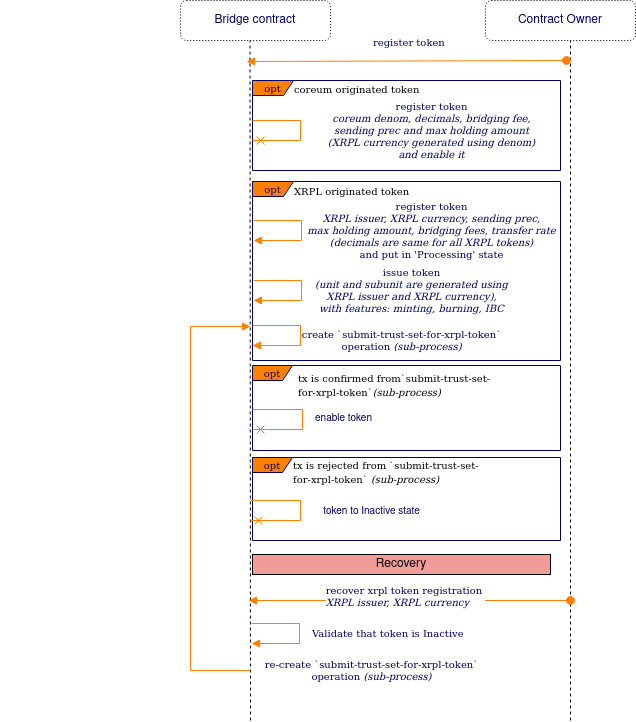 Bridge contract
Contract Owner
register token
opt
coreum originated token
register token
coreum denom, decimals, bridging fee,
sending prec and max holding amount
(XRPL currency generated using denom)
and enable it
opt
XRPL originated token
register token
XRPL issuer, XRPL currency, sending prec,
max holding amount, bridging fees, transfer rate
(decimals are same for all XRPL tokens)
and put in 'Processing' state
issue token
(unit and subunit are generated using
XRPL issuer and XRPL currency),
with features: minting, burning, IBC
create `submit-trust-set-for-xrpl-token`
operation (sub-process)
opt
tx is confirmed from`submit-trust-set-
for-xrpl-token`(sub-process)
enable token
opt
tx is rejected from `submit-trust-set-
for-xrpl-token` (sub-process)
token to Inactive state
Recovery
recover xrpl token registration
XRPL issuer, XRPL currency
Validate that token is Inactive
re-create `submit-trust-set-for-xrpl-token`
operation (sub-process)